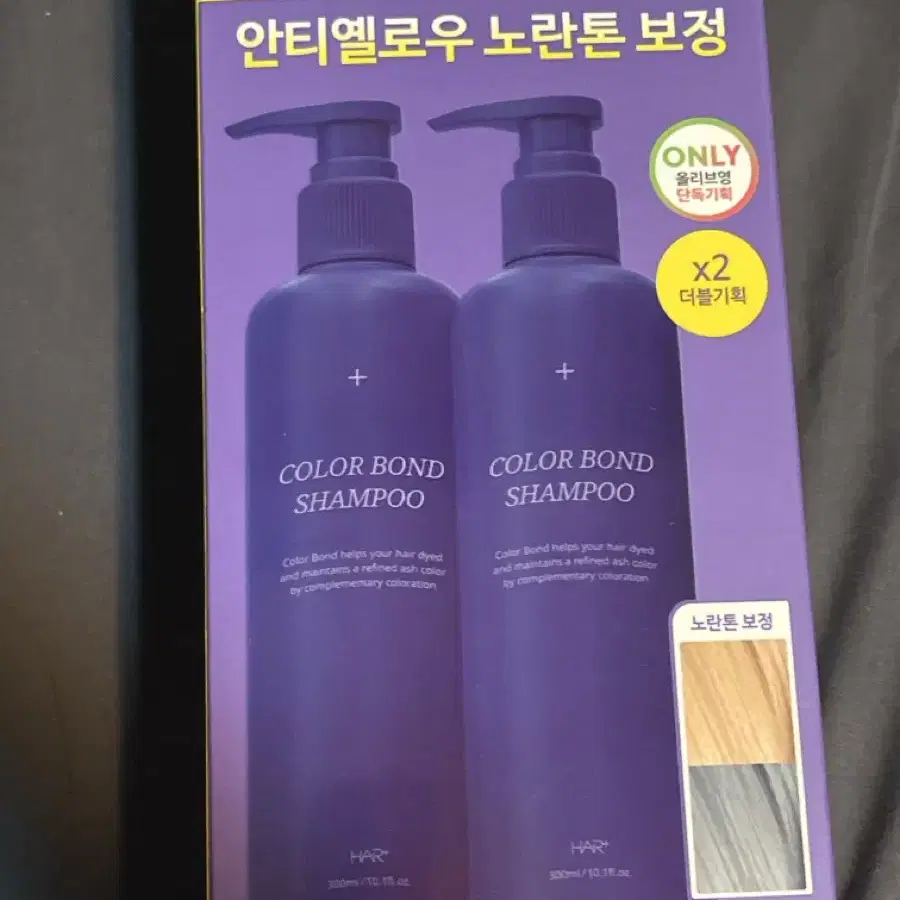 안티옐로우 노란톤 보정
ONLY
올리브영
단독기획
x2
더블기획
+
COLOR BOND
SHAMPOO
Color Bond helps your hair dyed
and maintains a refined ash color
by complementary coloration
HAIR+
300ml / 10.1fl.oz.
+
COLOR BOND
SHAMPOO
Color Bond helps your hair dyed
and maintains a refined ash color
by complementary coloration
HAIR+
300ml / 10.1fl.oz.
노란톤 보정